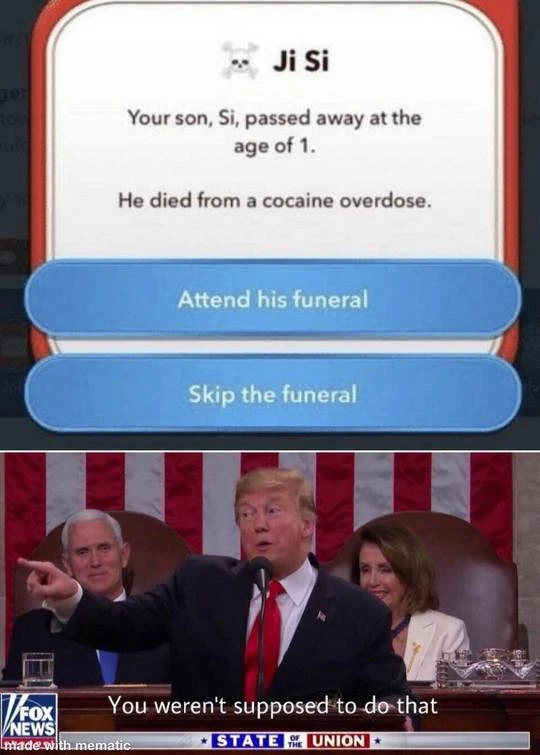 Ji Si
Your son, Si, passed away at the
age of 1.
He died from a cocaine overdose.
Attend his funeral
Skip the funeral
You weren't supposed to do that
FOX
NEWS
STATE OF THE UNION
made with mematic